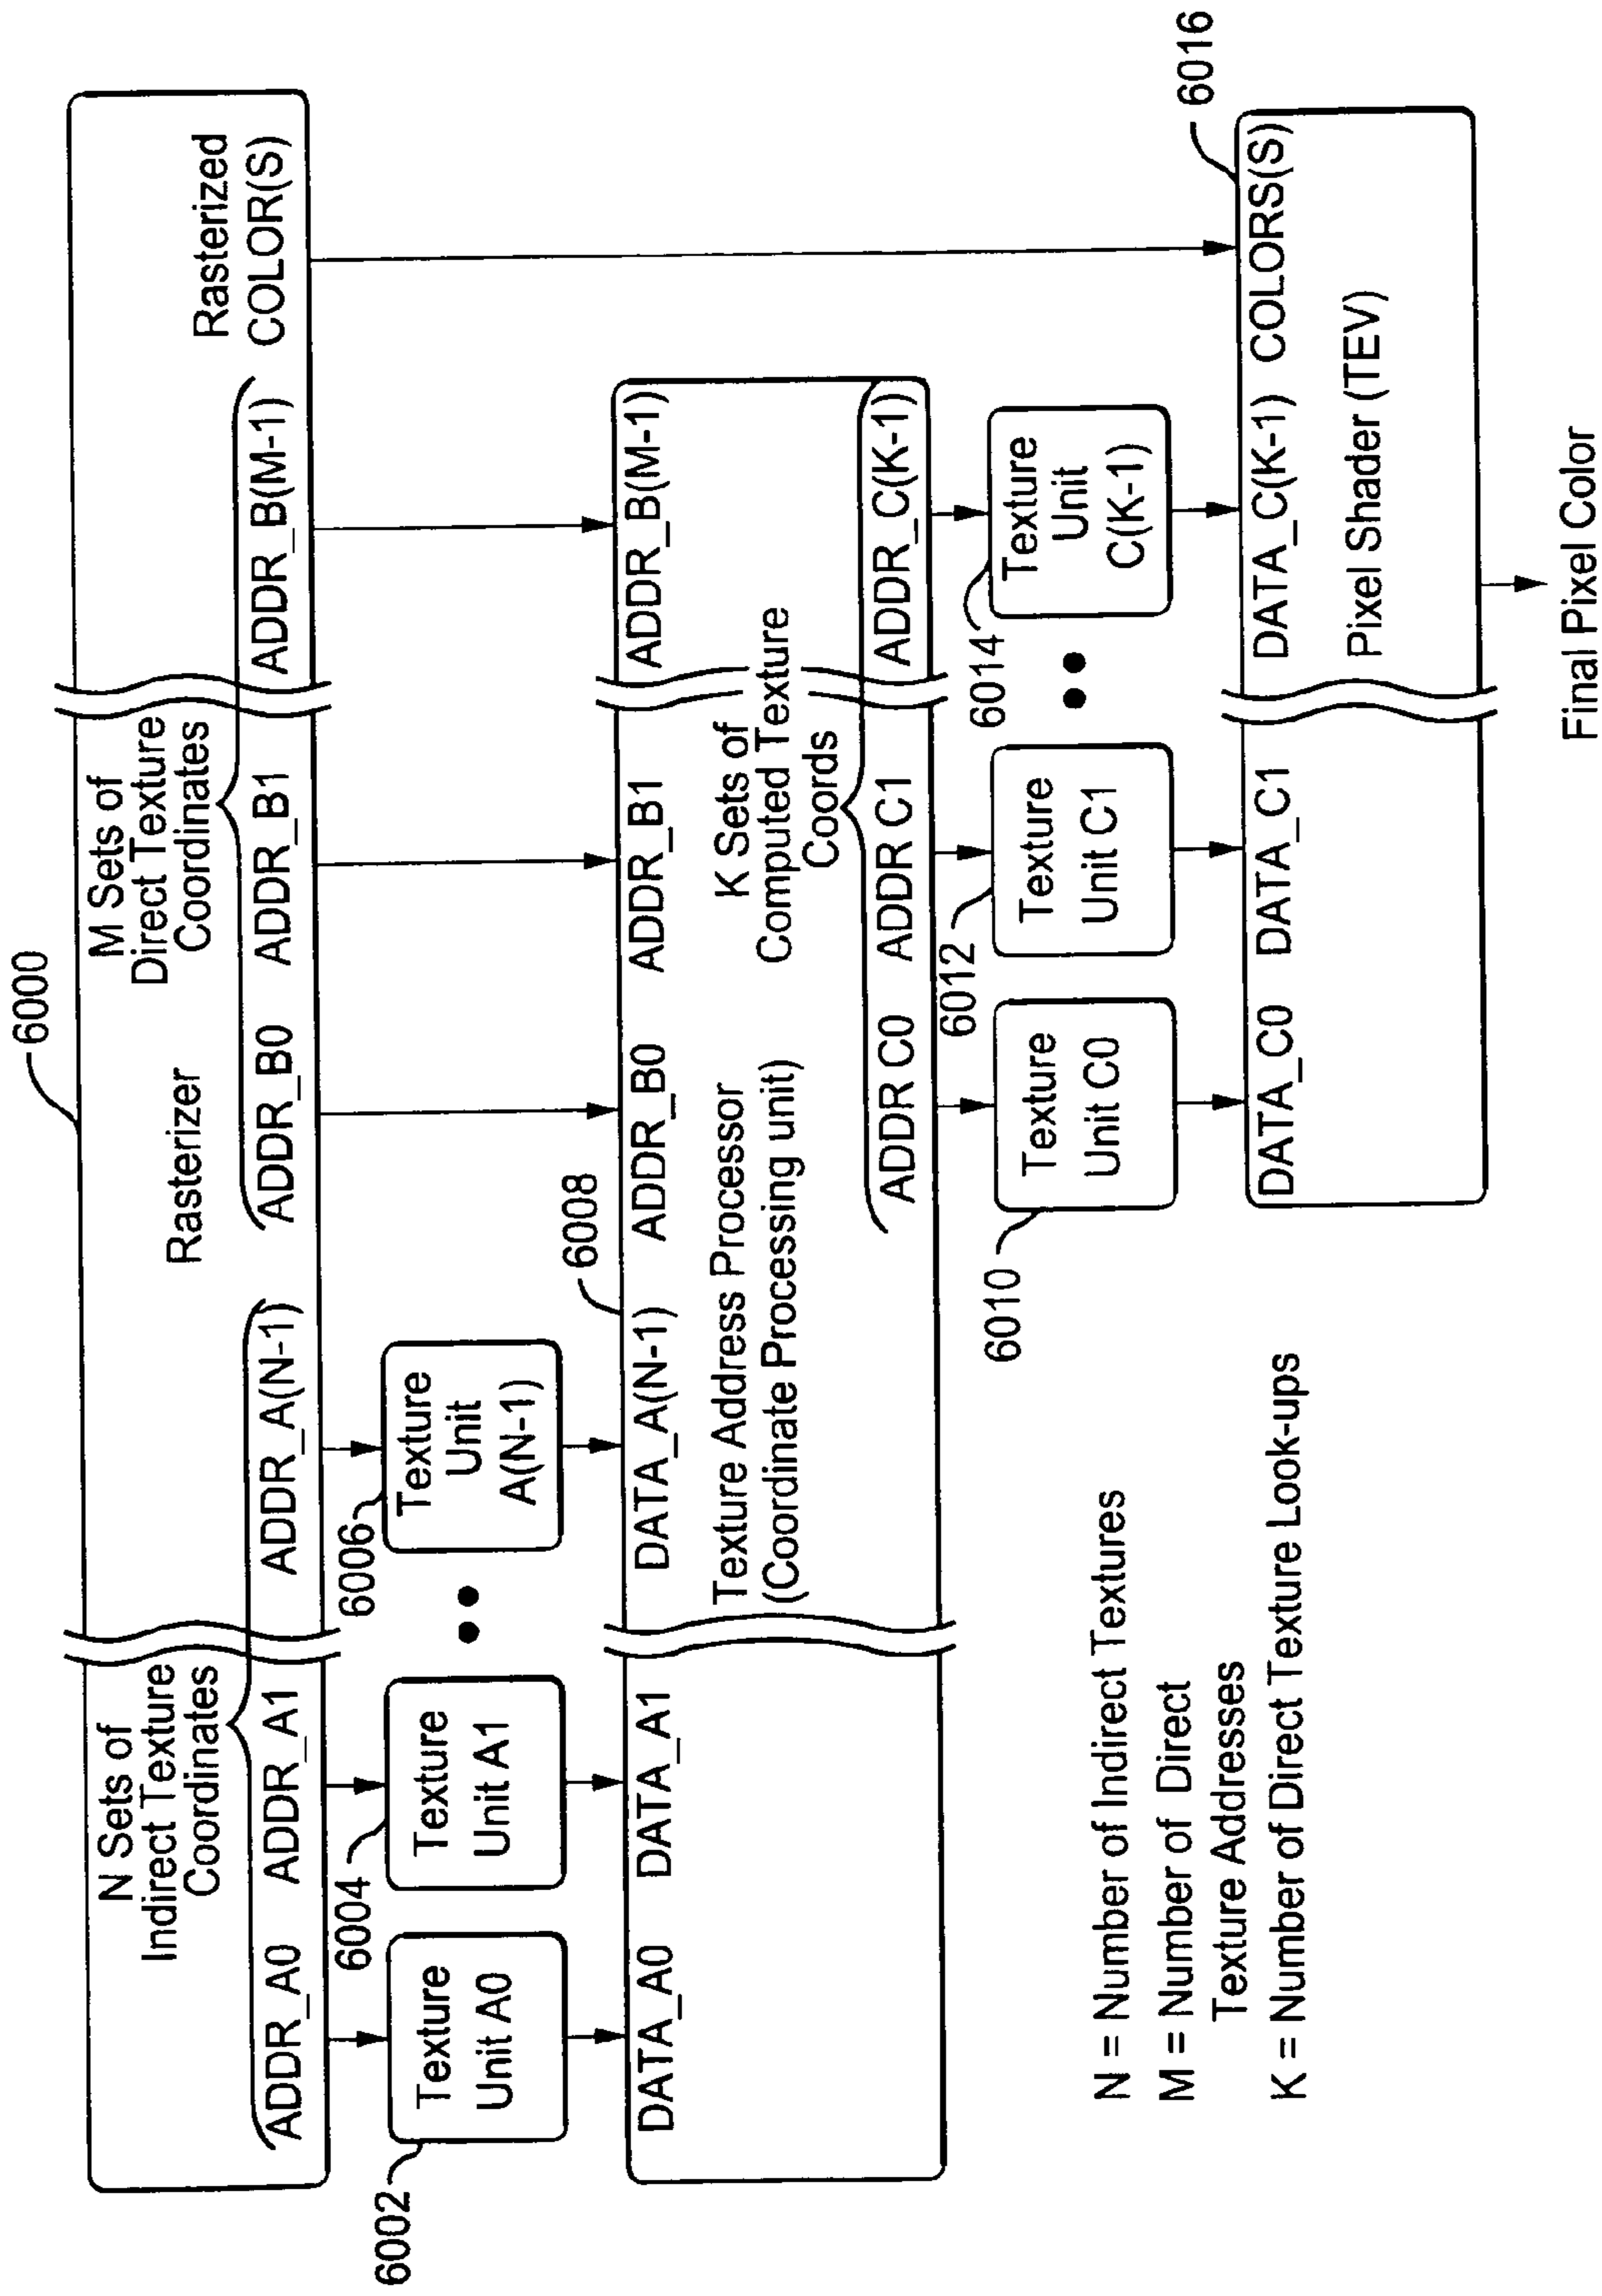 6000
N Sets of
Indirect Texture
Coordinates
Rasterizer
M Sets of
Direct Texture
Coordinates
Rasterized
ADDR_A0 ADDR_A1 ADDR_A(N-1) ADDR_B0 ADDR_B1 ADDR_B(M-1) COLOR(S)
6002
Texture
Unit A0
6004
Texture
Unit A1
6006
Texture
Unit
A(N-1)
6008
DATA_A0 DATA_A1 DATA_A(N-1) ADDR_B0 ADDR_B1 ADDR_B(M-1)
Texture Address Processor
(Coordinate Processing unit)
K Sets of
Computed Texture
Coords
ADDR C0 ADDR C1 ADDR_C(K-1)
6010
Texture
Unit C0
6012
Texture
Unit C1
6014
Texture
Unit
C(K-1)
6016
DATA_C0 DATA_C1 DATA_C(K-1) COLORS(S)
Pixel Shader (TEV)
Final Pixel Color
N = Number of Indirect Textures
M = Number of Direct
Texture Addresses
K = Number of Direct Texture Look-ups